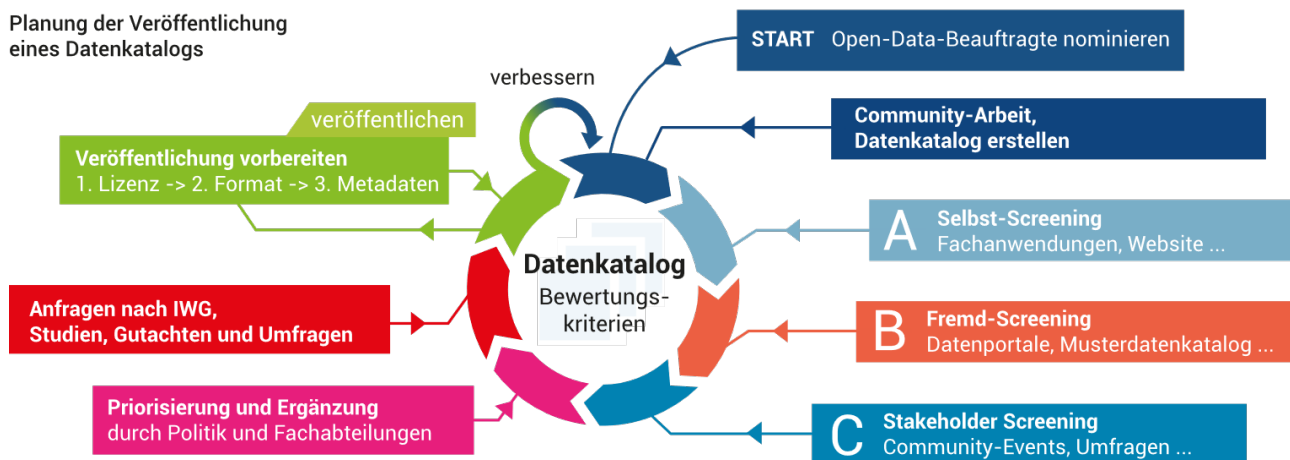 Planung der Veröffentlichung
eines Datenkatalogs
START Open-Data-Beauftragte nominieren
verbessern
Community-Arbeit,
Datenkatalog erstellen
veröffentlichen
Veröffentlichung vorbereiten
1. Lizenz -> 2. Format -> 3. Metadaten
A Selbst-Screening
Fachanwendungen, Website ...
Datenkatalog
Bewertungs-
kriterien
B Fremd-Screening
Datenportale, Musterdatenkatalog ...
Anfragen nach IWG,
Studien, Gutachten und Umfragen
C Stakeholder Screening
Community-Events, Umfragen ...
Priorisierung und Ergänzung
durch Politik und Fachabteilungen